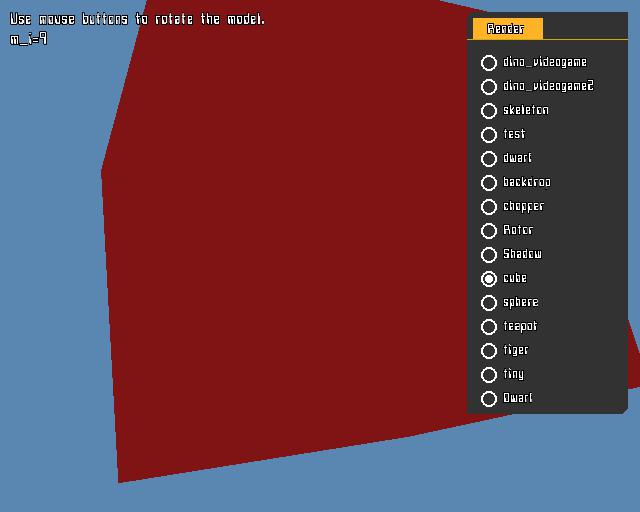 Use mouse buttons to rotate the model.
m_i=9
Render
dino_videogame
dino_videogame2
skeleton
test
dwarf
backdrop
chopper
Rotor
Shadow
cube
sphere
teapot
tiger
tiny
Dwarf